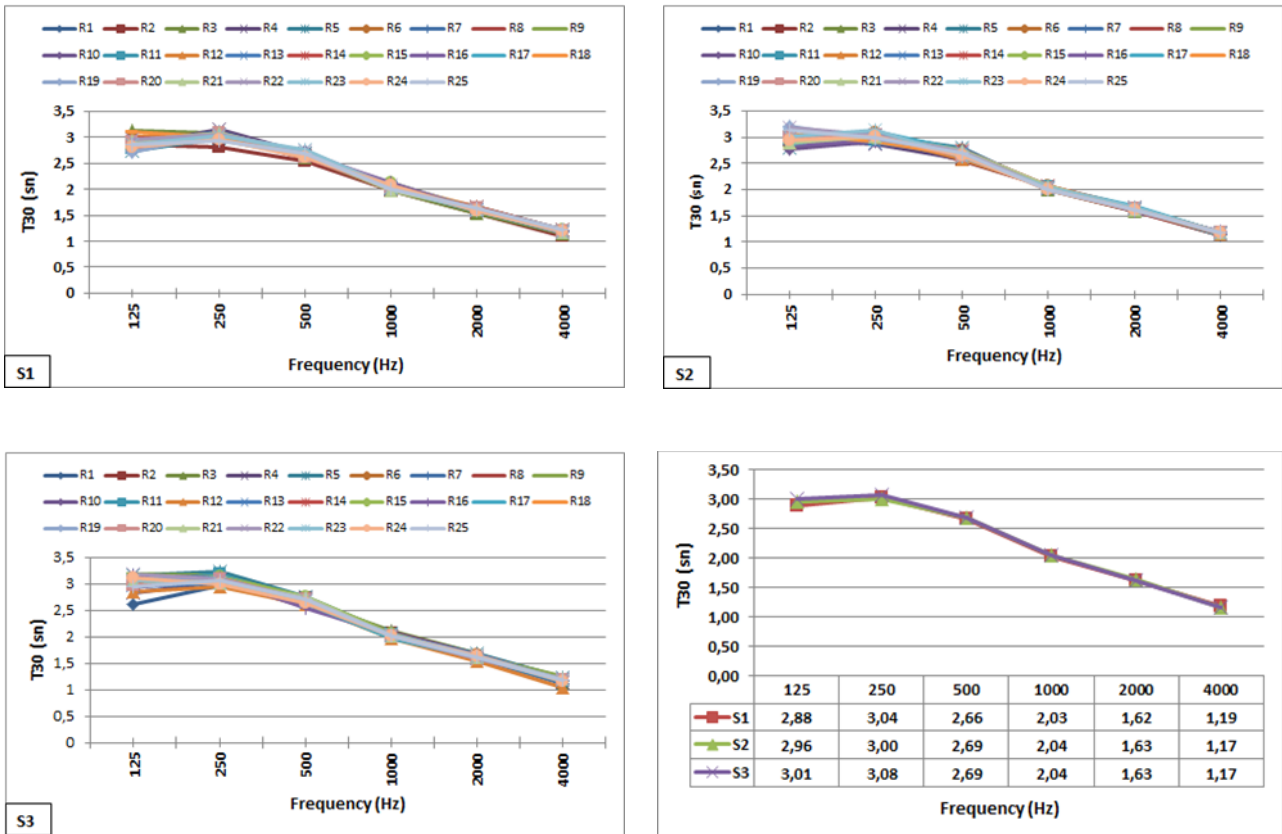 R1 R2 R3 R4 R5 R6 R7 R8 R9
R10 R11 R12 R13 R14 R15 R16 R17 R18
R19 R20 R21 R22 R23 R24 R25
T30 (sn)
3,5
3
2,5
2
1,5
1
0,5
0
125 250 500 1000 2000 4000
Frequency (Hz)
S1
R1 R2 R3 R4 R5 R6 R7 R8 R9
R10 R11 R12 R13 R14 R15 R16 R17 R18
R19 R20 R21 R22 R23 R24 R25
T30 (sn)
3,5
3
2,5
2
1,5
1
0,5
0
125 250 500 1000 2000 4000
Frequency (Hz)
S2
R1 R2 R3 R4 R5 R6 R7 R8 R9
R10 R11 R12 R13 R14 R15 R16 R17 R18
R19 R20 R21 R22 R23 R24 R25
T30 (sn)
3,5
3
2,5
2
1,5
1
0,5
0
125 250 500 1000 2000 4000
Frequency (Hz)
S3
T30 (sn)
3,50
3,00
2,50
2,00
1,50
1,00
0,50
0,00
125 250 500 1000 2000 4000
S1 2,88 3,04 2,66 2,03 1,62 1,19
S2 2,96 3,00 2,69 2,04 1,63 1,17
S3 3,01 3,08 2,69 2,04 1,63 1,17
Frequency (Hz)